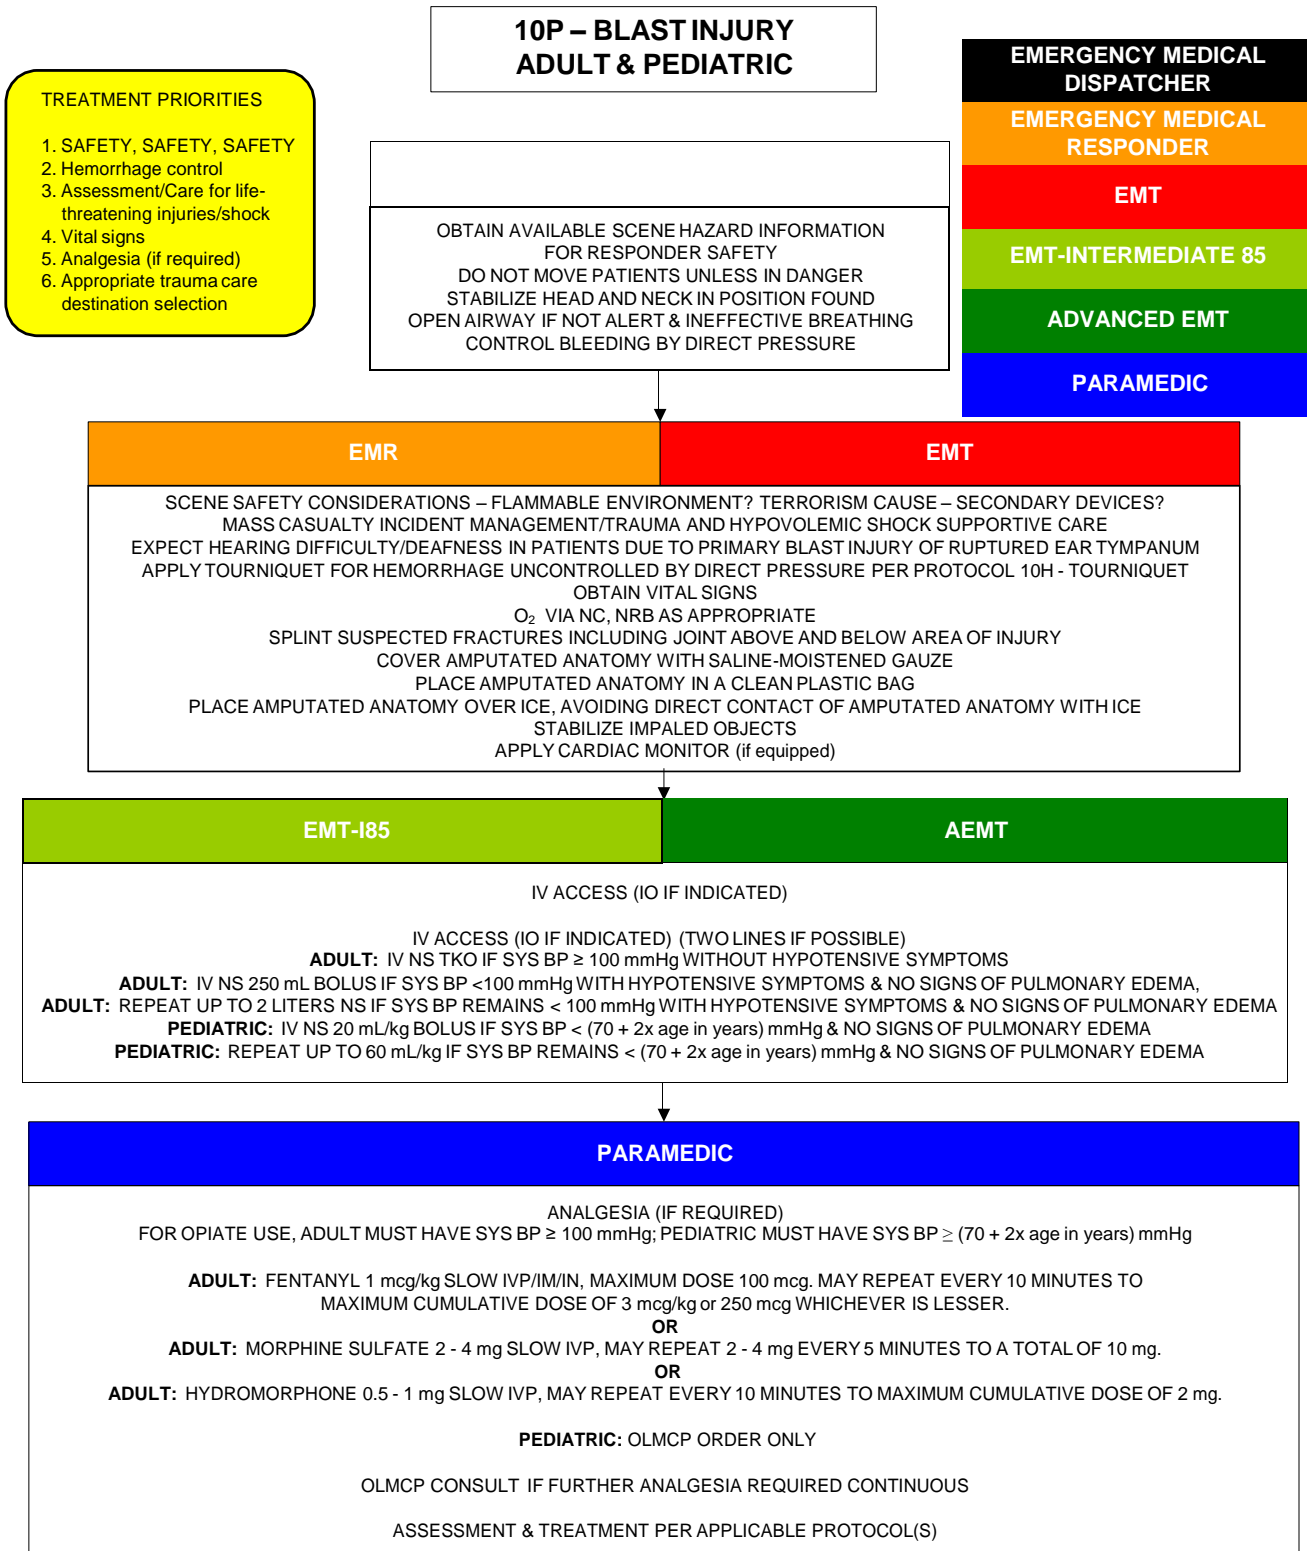 10P – BLAST INJURY
ADULT & PEDIATRIC
TREATMENT PRIORITIES
1. SAFETY, SAFETY, SAFETY
2. Hemorrhage control
3. Assessment/Care for life-
threatening injuries/shock
4. Vital signs
5. Analgesia (if required)
6. Appropriate trauma care
destination selection
EMERGENCY MEDICAL
DISPATCHER
EMERGENCY MEDICAL
RESPONDER
EMT
EMT-INTERMEDIATE 85
ADVANCED EMT
PARAMEDIC
OBTAIN AVAILABLE SCENE HAZARD INFORMATION
FOR RESPONDER SAFETY
DO NOT MOVE PATIENTS UNLESS IN DANGER
STABILIZE HEAD AND NECK IN POSITION FOUND
OPEN AIRWAY IF NOT ALERT & INEFFECTIVE BREATHING
CONTROL BLEEDING BY DIRECT PRESSURE
EMR
EMT
SCENE SAFETY CONSIDERATIONS – FLAMMABLE ENVIRONMENT? TERRORISM CAUSE – SECONDARY DEVICES?
MASS CASUALTY INCIDENT MANAGEMENT/TRAUMA AND HYPOVOLEMIC SHOCK SUPPORTIVE CARE
EXPECT HEARING DIFFICULTY/DEAFNESS IN PATIENTS DUE TO PRIMARY BLAST INJURY OF RUPTURED EAR TYMPANUM
APPLY TOURNIQUET FOR HEMORRHAGE UNCONTROLLED BY DIRECT PRESSURE PER PROTOCOL 10H - TOURNIQUET
OBTAIN VITAL SIGNS
O₂ VIA NC, NRB AS APPROPRIATE
SPLINT SUSPECTED FRACTURES INCLUDING JOINT ABOVE AND BELOW AREA OF INJURY
COVER AMPUTATED ANATOMY WITH SALINE-MOISTENED GAUZE
PLACE AMPUTATED ANATOMY IN A CLEAN PLASTIC BAG
PLACE AMPUTATED ANATOMY OVER ICE, AVOIDING DIRECT CONTACT OF AMPUTATED ANATOMY WITH ICE
STABILIZE IMPALED OBJECTS
APPLY CARDIAC MONITOR (if equipped)
EMT-I85
AEMT
IV ACCESS (IO IF INDICATED)
IV ACCESS (IO IF INDICATED) (TWO LINES IF POSSIBLE)
ADULT: IV NS TKO IF SYS BP ≥ 100 mmHg WITHOUT HYPOTENSIVE SYMPTOMS
ADULT: IV NS 250 mL BOLUS IF SYS BP <100 mmHg WITH HYPOTENSIVE SYMPTOMS & NO SIGNS OF PULMONARY EDEMA,
ADULT: REPEAT UP TO 2 LITERS NS IF SYS BP REMAINS < 100 mmHg WITH HYPOTENSIVE SYMPTOMS & NO SIGNS OF PULMONARY EDEMA
PEDIATRIC: IV NS 20 mL/kg BOLUS IF SYS BP < (70 + 2x age in years) mmHg & NO SIGNS OF PULMONARY EDEMA
PEDIATRIC: REPEAT UP TO 60 mL/kg IF SYS BP REMAINS < (70 + 2x age in years) mmHg & NO SIGNS OF PULMONARY EDEMA
PARAMEDIC
ANALGESIA (IF REQUIRED)
FOR OPIATE USE, ADULT MUST HAVE SYS BP ≥ 100 mmHg; PEDIATRIC MUST HAVE SYS BP ≥ (70 + 2x age in years) mmHg
ADULT: FENTANYL 1 mcg/kg SLOW IVP/IM/IN, MAXIMUM DOSE 100 mcg. MAY REPEAT EVERY 10 MINUTES TO
MAXIMUM CUMULATIVE DOSE OF 3 mcg/kg or 250 mcg WHICHEVER IS LESSER.
OR
ADULT: MORPHINE SULFATE 2 - 4 mg SLOW IVP, MAY REPEAT 2 - 4 mg EVERY 5 MINUTES TO A TOTAL OF 10 mg.
OR
ADULT: HYDROMORPHONE 0.5 - 1 mg SLOW IVP, MAY REPEAT EVERY 10 MINUTES TO MAXIMUM CUMULATIVE DOSE OF 2 mg.
PEDIATRIC: OLMCP ORDER ONLY
OLMCP CONSULT IF FURTHER ANALGESIA REQUIRED CONTINUOUS
ASSESSMENT & TREATMENT PER APPLICABLE PROTOCOL(S)